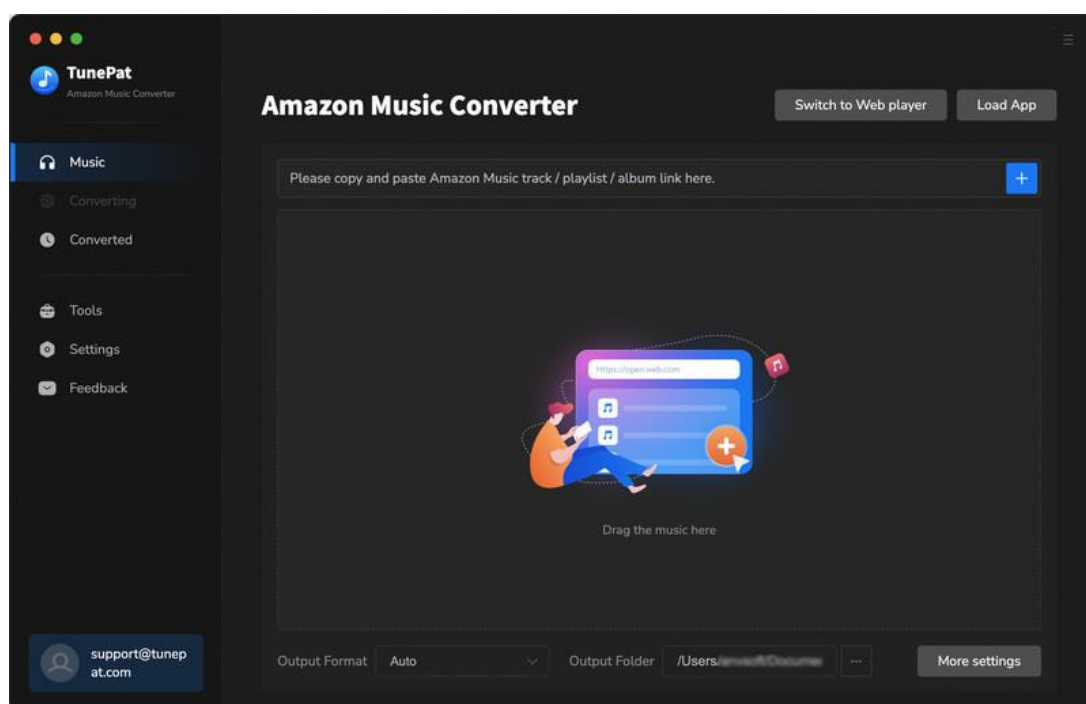 TunePat
Amazon Music Converter
Amazon Music Converter
Switch to Web player
Load App
Music
Please copy and paste Amazon Music track / playlist / album link here.
Converting
Converted
Tools
Settings
Feedback
Https://open.web.com
Drag the music here
support@tunep
at.com
Output Format
Auto
Output Folder
/Users/
More settings